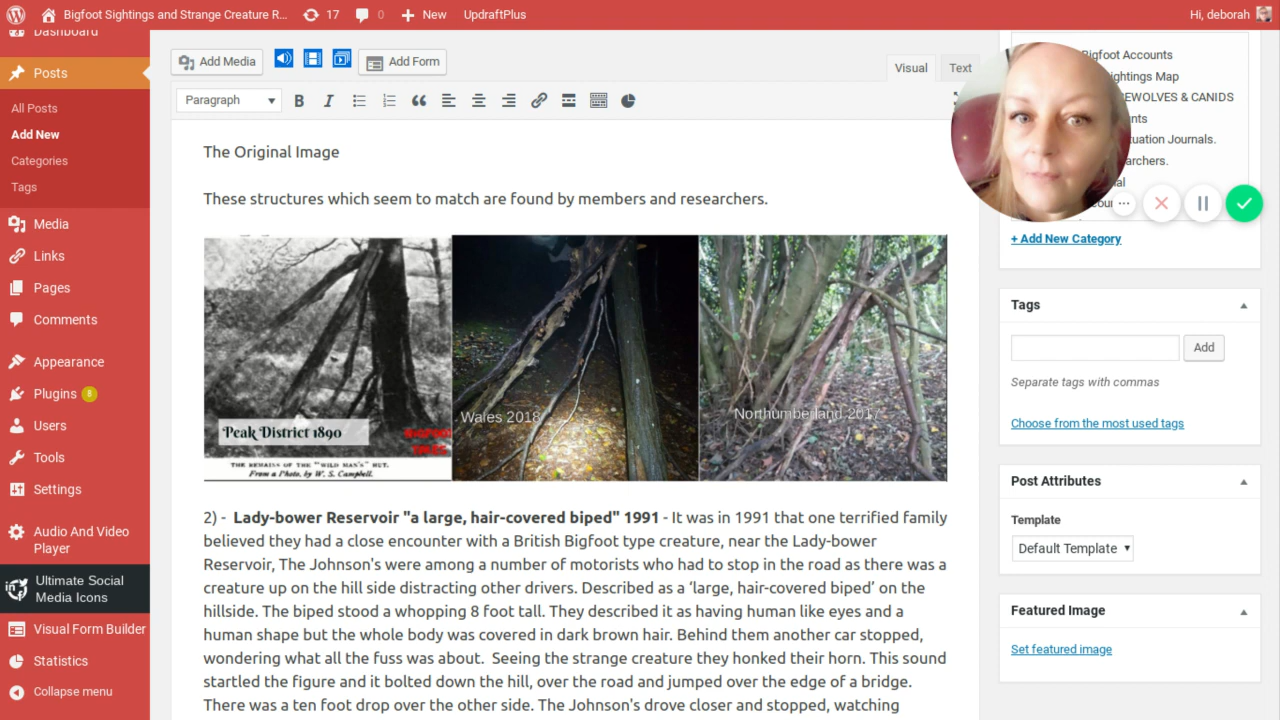 Bigfoot Sightings and Strange Creature R...
17
0
New
UpdraftPlus
Hi, deborah
Dashboard
Posts
All Posts
Add New
Categories
Tags
Media
Links
Pages
Comments
Appearance
Plugins 8
Users
Tools
Settings
Audio And Video
Player
Ultimate Social
Media Icons
Visual Form Builder
Statistics
Collapse menu
Add Media
Add Form
Visual
Text
Paragraph
B
I
The Original Image
These structures which seem to match are found by members and researchers.
Peak District 1890
THE REMAINS OF THE "WILD MAN'S" HUT.
From a Photo, by W. S. Campbell.
Wales 2018
Northumberland 2017
2) - Lady-bower Reservoir "a large, hair-covered biped" 1991 - It was in 1991 that one terrified family
believed they had a close encounter with a British Bigfoot type creature, near the Lady-bower
Reservoir, The Johnson's were among a number of motorists who had to stop in the road as there was a
creature up on the hill side distracting other drivers. Described as a ‘large, hair-covered biped’ on the
hillside. The biped stood a whopping 8 foot tall. They described it as having human like eyes and a
human shape but the whole body was covered in dark brown hair. Behind them another car stopped,
wondering what all the fuss was about. Seeing the strange creature they honked their horn. This sound
startled the figure and it bolted down the hill, over the road and jumped over the edge of a bridge.
There was a ten foot drop over the other side. The Johnson's drove closer and stopped, watching
Bigfoot Accounts
Map
& CANIDS
Journals.
+ Add New Category
Tags
Add
Separate tags with commas
Choose from the most used tags
Post Attributes
Template
Default Template
Featured Image
Set featured image